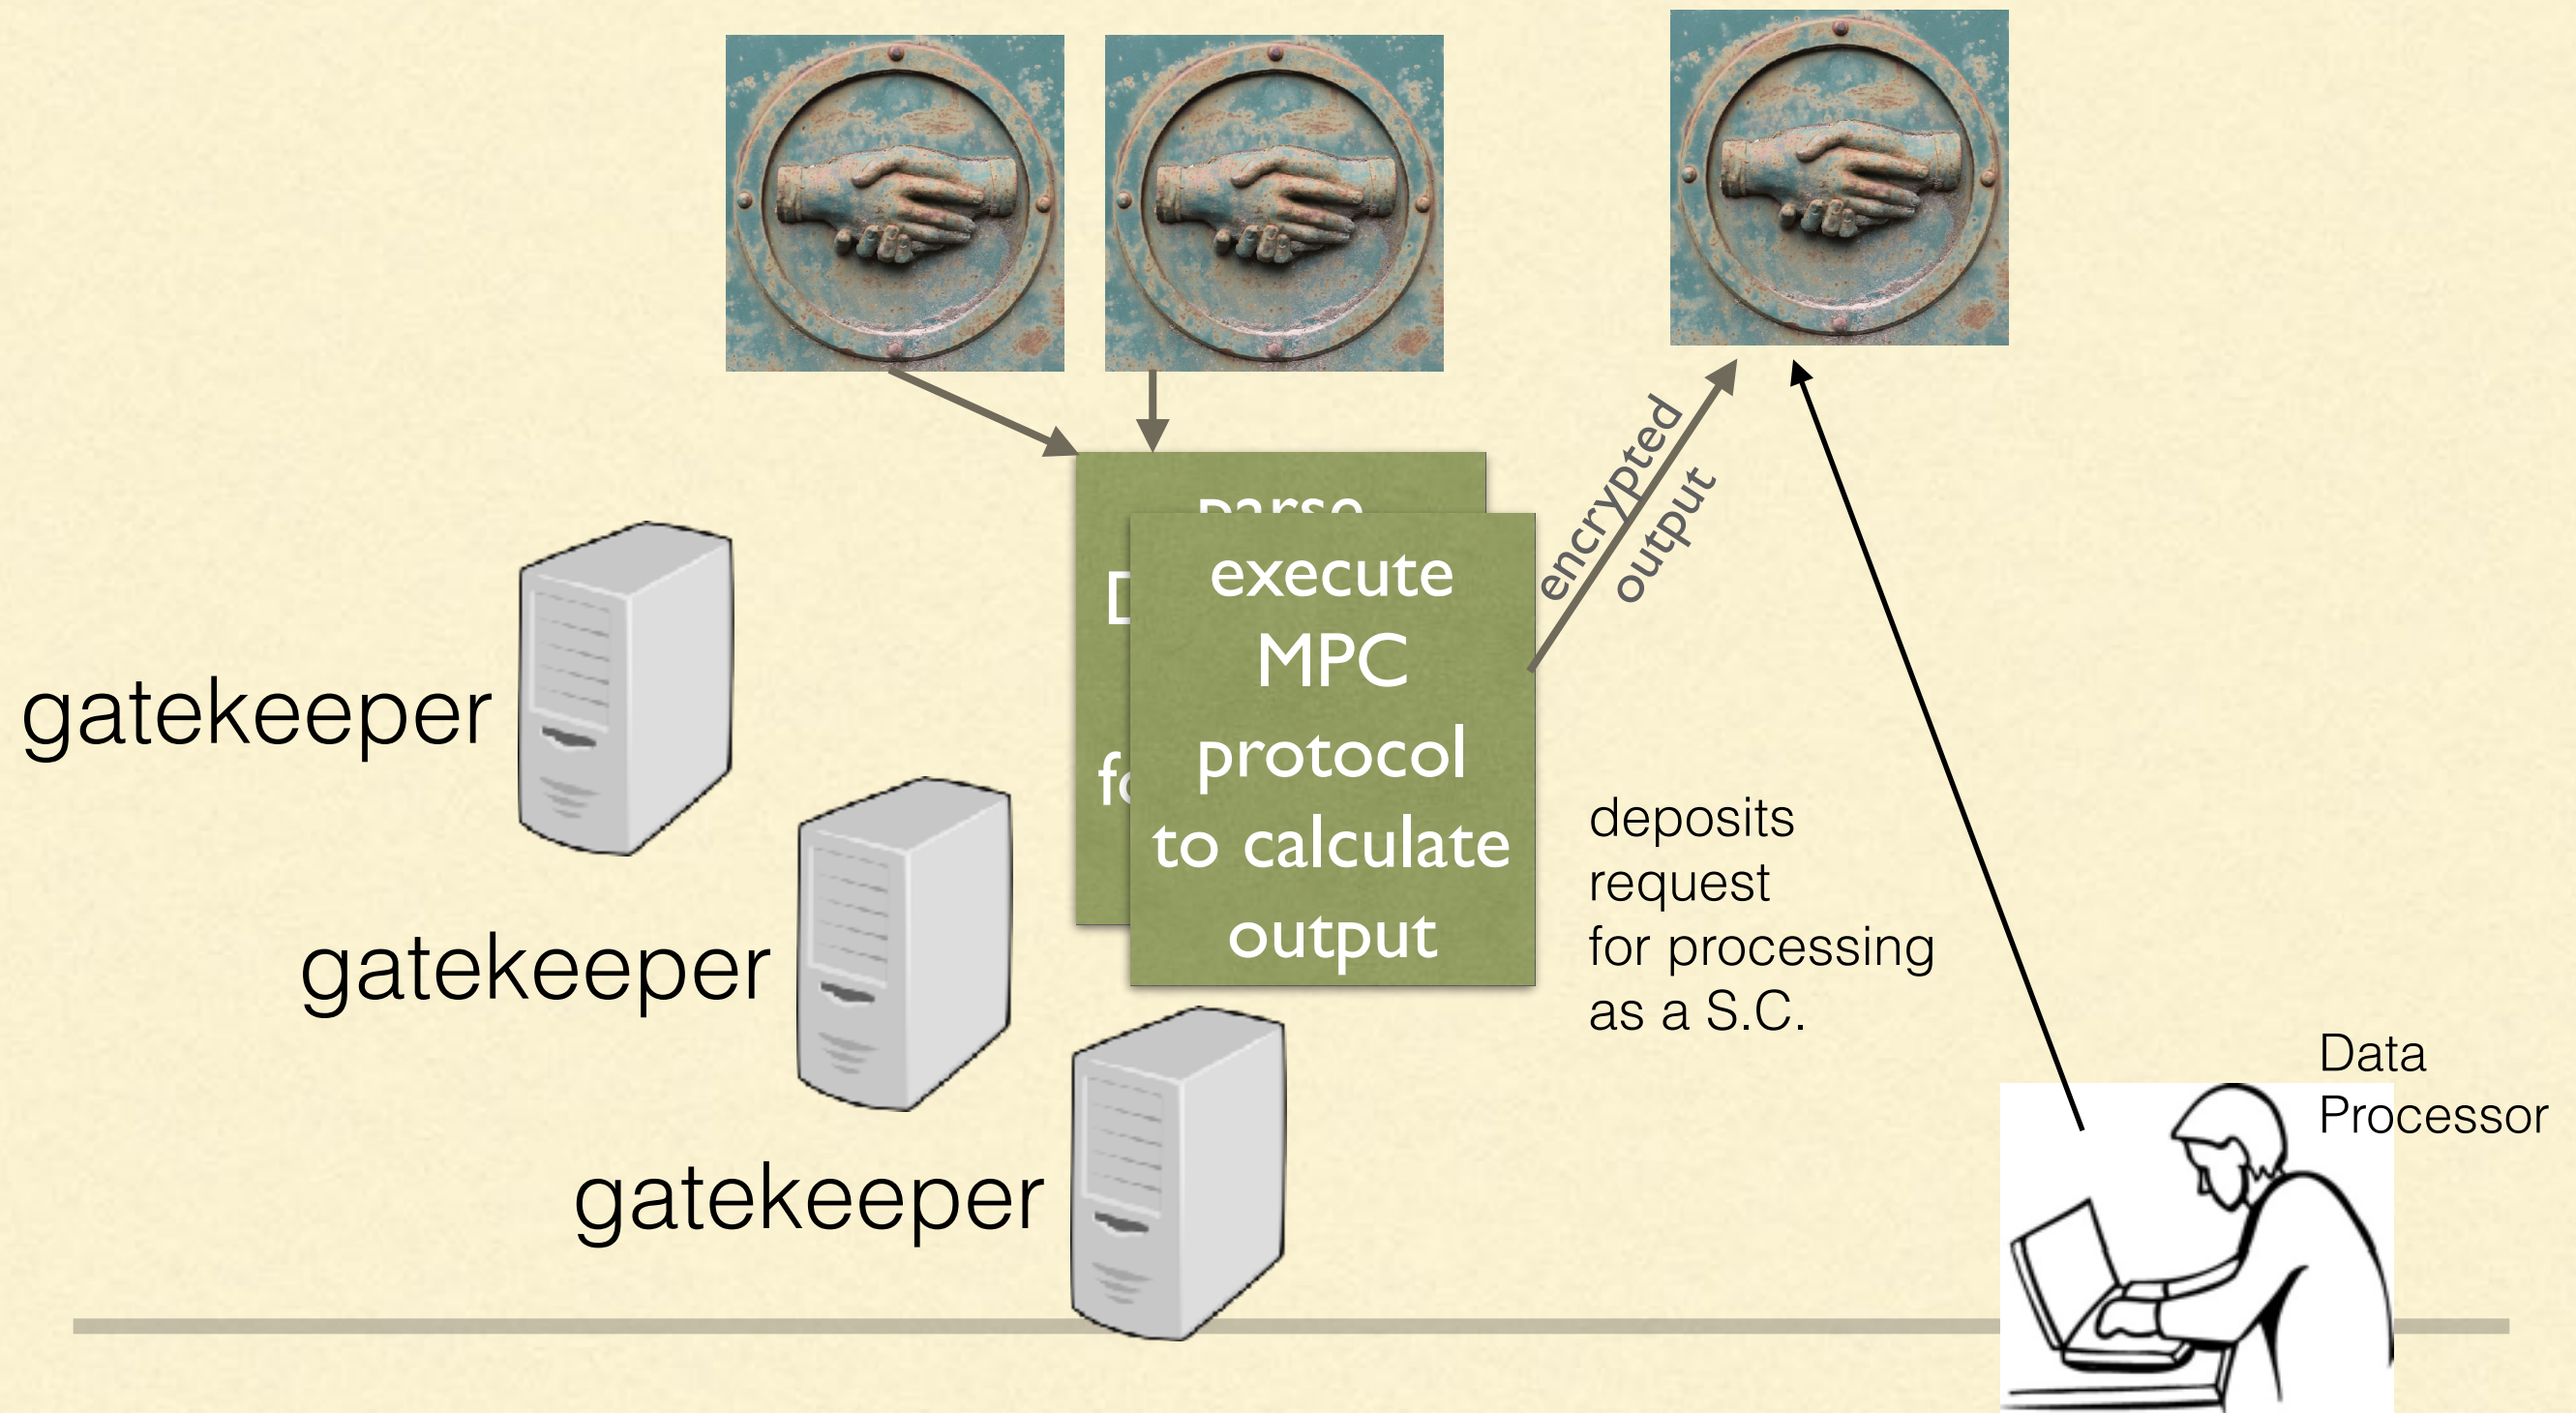 encrypted
output
execute
MPC
protocol
to calculate
output
gatekeeper
gatekeeper
gatekeeper
deposits
request
for processing
as a S.C.
Data
Processor